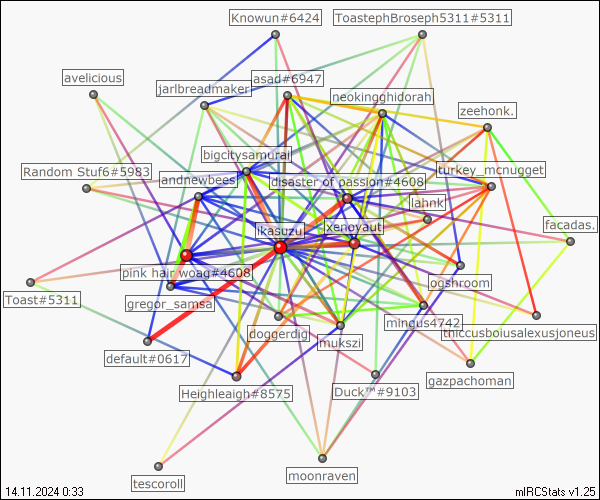 Knowun#6424
ToastephBroseph5311#5311
avelicious
asad#6947
jarlbreadmaker
neokingghidorah
zeehonk.
bigcitysamurai
Random Stuf6#5983
turkey_mcnugget
andnewbees
disaster of passion#4608
lahnk
facadas.
likasuzu
xenoyaut
pink hair woag#4608
pogshroom
Toast#5311
gregor_samsa
doggerdig
mingus4742
thiccusboiusalexusjoneus
mukszi
default#0617
gazpachoman
Heighleaigh#8575
Duck™#9103
moonraven
tescoroll
14.11.2024 0:33
mIRCStats v1.25